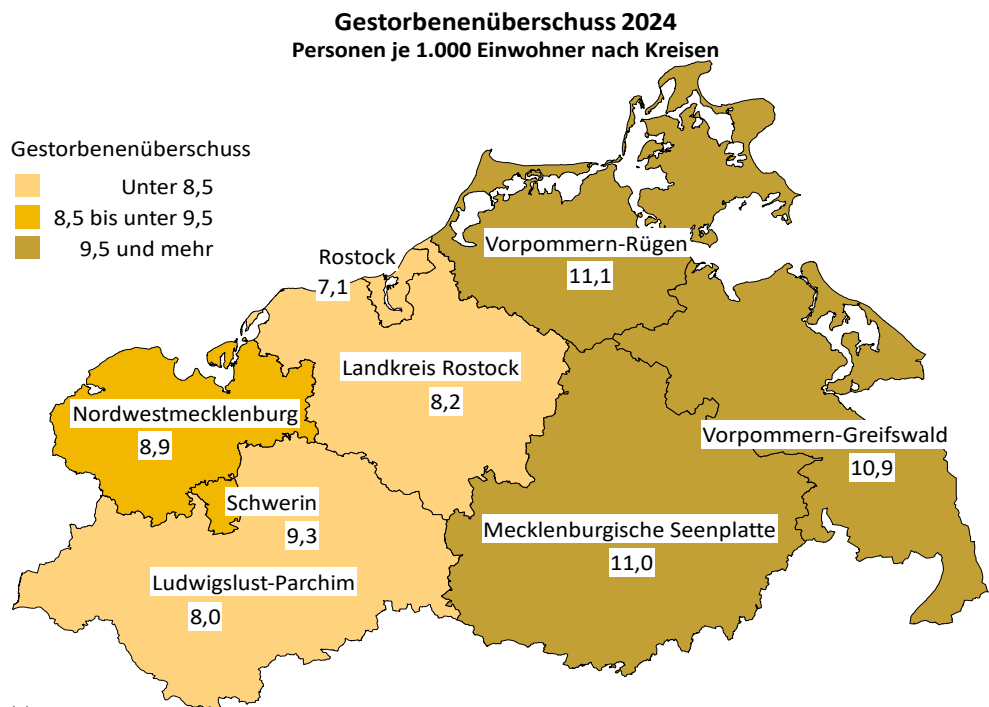 Gestorbenenüberschuss 2024
Personen je 1.000 Einwohner nach Kreisen
Gestorbenenüberschuss
Unter 8,5
8,5 bis unter 9,5
9,5 und mehr
Vorpommern-Rügen
11,1
Rostock
7,1
Landkreis Rostock
8,2
Nordwestmecklenburg
8,9
Vorpommern-Greifswald
10,9
Schwerin
9,3
Mecklenburgische Seenplatte
11,0
Ludwigslust-Parchim
8,0